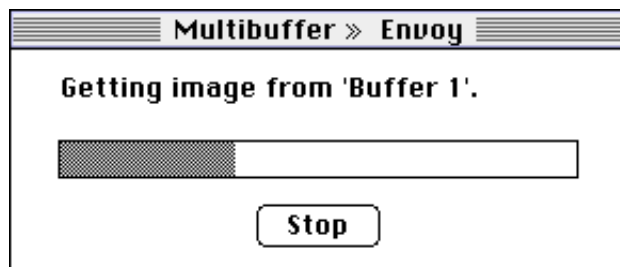 Multibuffer » Envoy
Getting image from 'Buffer 1'.
Stop